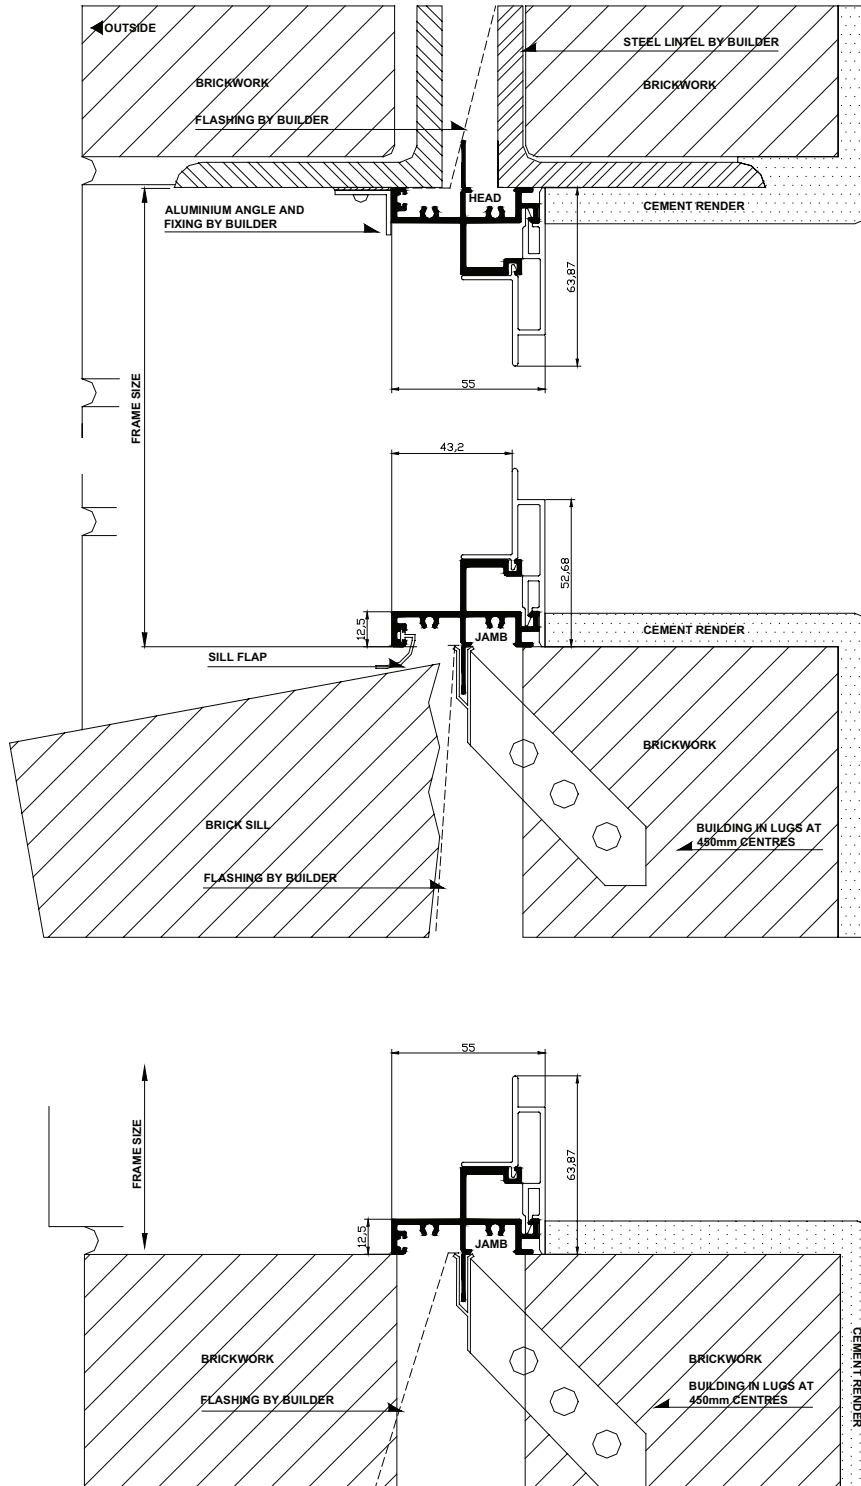 OUTSIDE
STEEL LINTEL BY BUILDER
BRICKWORK
BRICKWORK
FLASHING BY BUILDER
HEAD
ALUMINIUM ANGLE AND
FIXING BY BUILDER
CEMENT RENDER
63,87
55
FRAME SIZE
43,2
52,68
12,5
JAMB
CEMENT RENDER
SILL FLAP
BRICKWORK
BRICK SILL
BUILDING IN LUGS AT
450mm CENTRES
FLASHING BY BUILDER
55
FRAME SIZE
63,87
12,5
JAMB
BRICKWORK
BRICKWORK
CEMENT RENDER
FLASHING BY BUILDER
BUILDING IN LUGS AT
450mm CENTRES